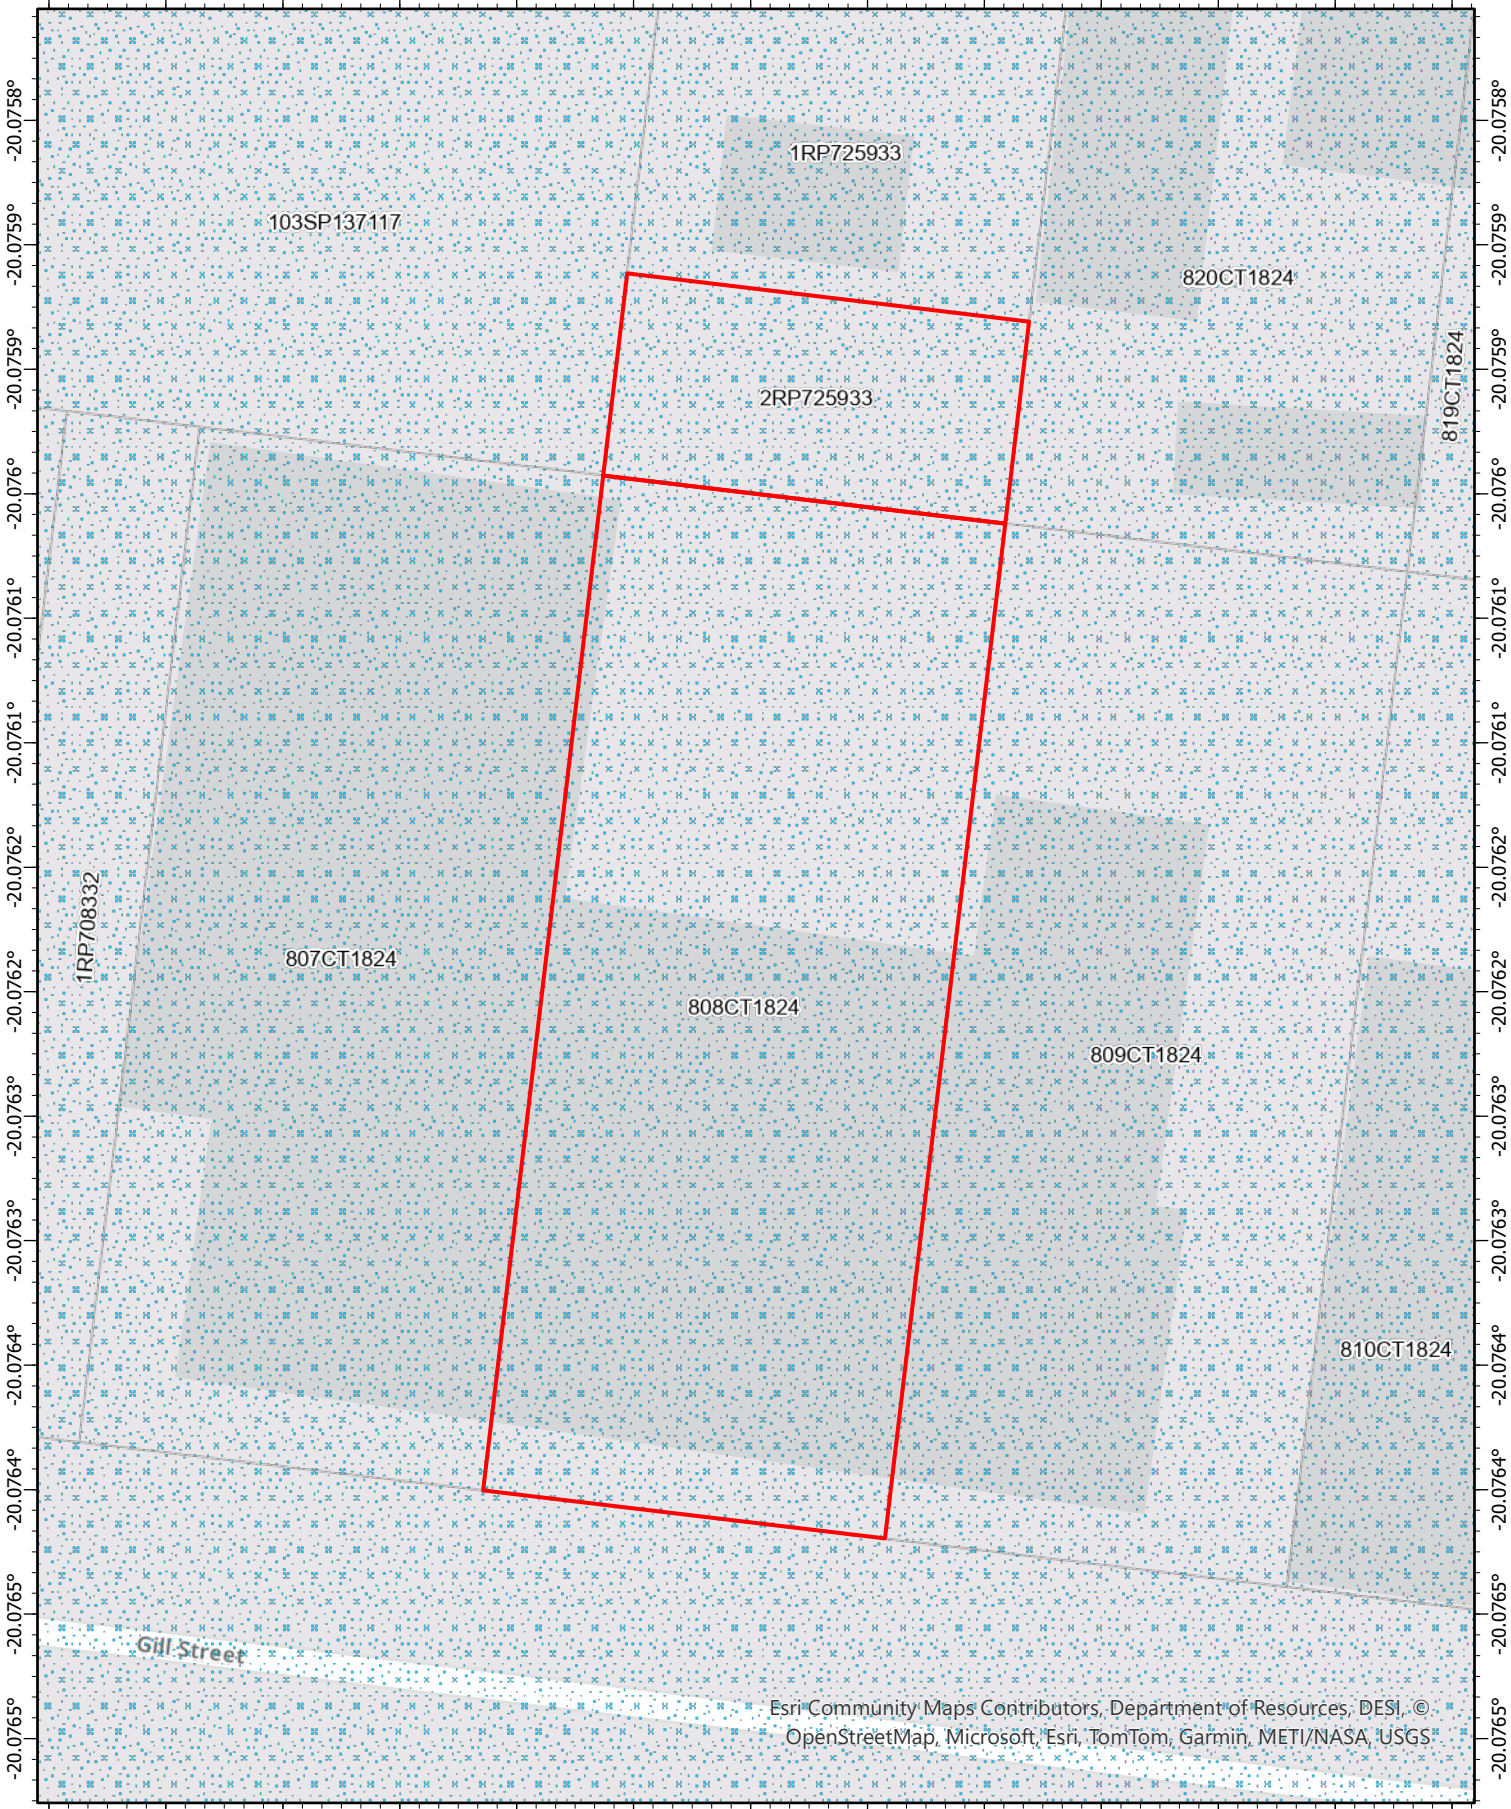 -20.0758°
-20.0758°
1RP725933
103SP137117
-20.0759°
-20.0759°
820CT1824
-20.0759°
-20.0759°
819CT1824
2RP725933
-20.076°
-20.076°
-20.0761°
-20.0761°
-20.0761°
-20.0761°
-20.0762°
-20.0762°
1RP708332
807CT1824
-20.0762°
-20.0762°
808CT1824
809CT1824
-20.0763°
-20.0763°
-20.0763°
-20.0763°
810CT1824
-20.0764°
-20.0764°
-20.0764°
-20.0764°
-20.0765°
-20.0765°
Gill Street
-20.0765°
-20.0765°
Esri Community Maps Contributors, Department of Resources, DESI, ©
OpenStreetMap, Microsoft, Esri, TomTom, Garmin, METI/NASA, USGS